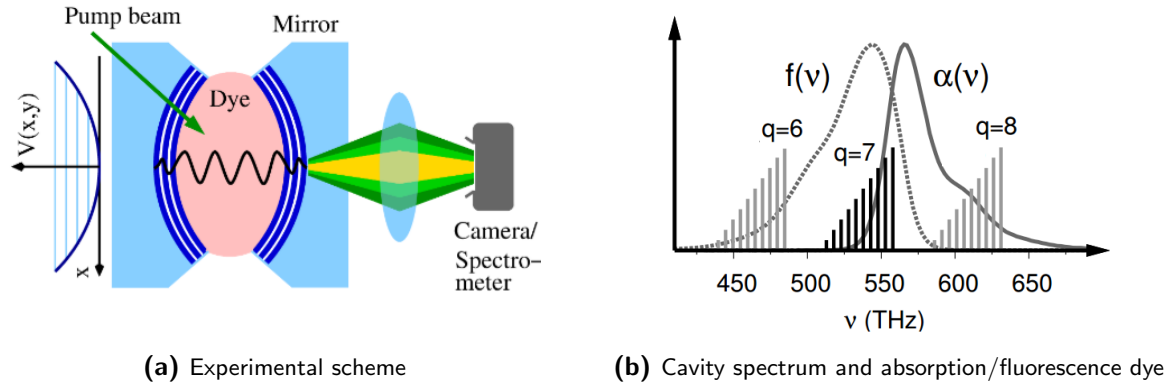 Pump beam
Mirror
Dye
V(x,y)
x
Camera/
Spectro-
meter
(a) Experimental scheme
f(ν)
α(ν)
q=6
q=7
q=8
450
500
550
600
650
ν (THz)
(b) Cavity spectrum and absorption/fluorescence dye